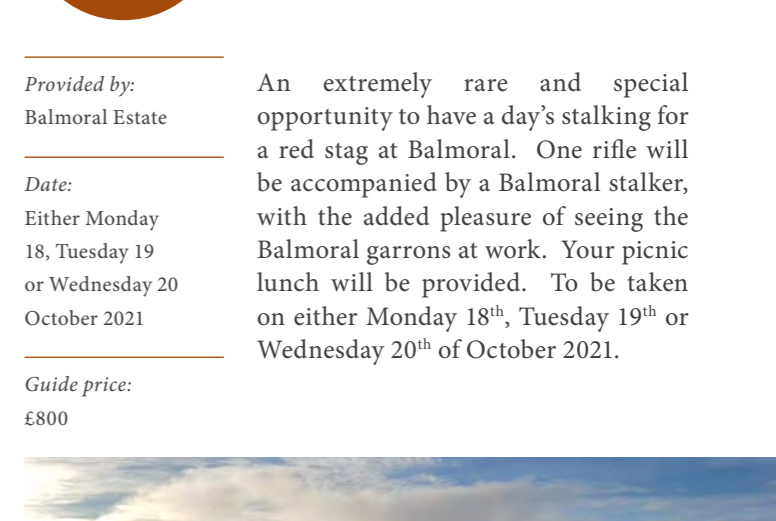 Provided by:
Balmoral Estate
Date:
Either Monday
18, Tuesday 19
or Wednesday 20
October 2021
Guide price:
£800
An extremely rare and special
opportunity to have a day’s stalking for
a red stag at Balmoral.  One rifle will
be accompanied by a Balmoral stalker,
with the added pleasure of seeing the
Balmoral garrons at work.  Your picnic
lunch will be provided.  To be taken
on either Monday 18th, Tuesday 19th or
Wednesday 20th of October 2021.